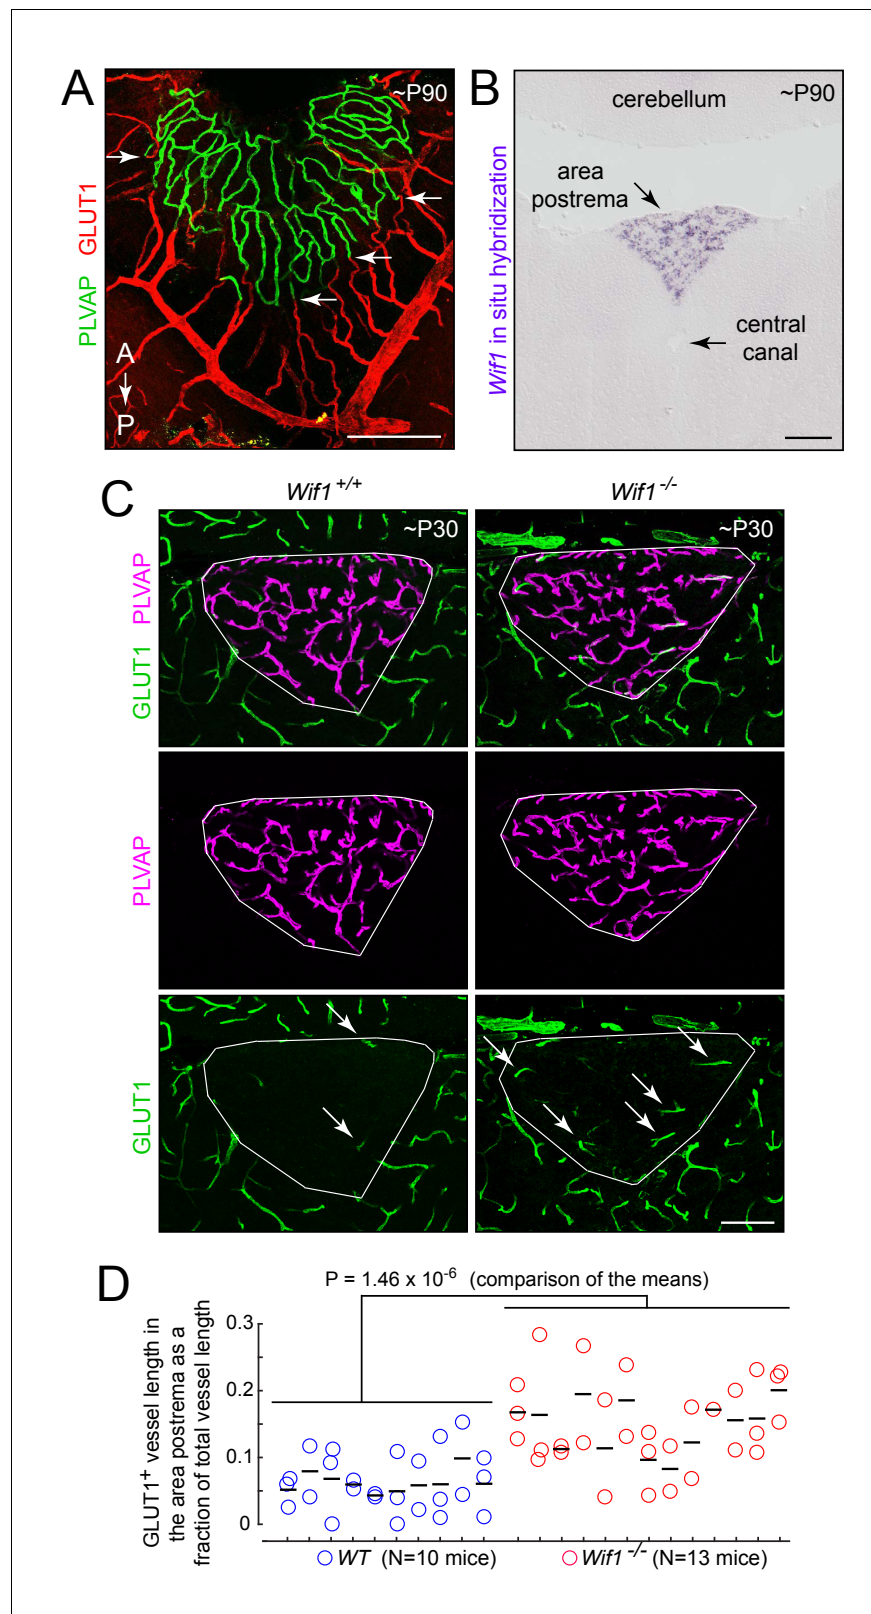 A
~P90
PLVAP GLUT1
A
P
B
~P90
cerebellum
area
postrema
central
canal
Wif1 in situ hybridization
C
Wif1 +/+
Wif1 -/-
~P30
~P30
GLUT1 PLVAP
PLVAP
GLUT1
D
P = 1.46 x 10-6 (comparison of the means)
GLUT1+ vessel length in
the area postrema as a
fraction of total vessel length
0.3
0.2
0.1
0
WT (N=10 mice)
Wif1 -/- (N=13 mice)